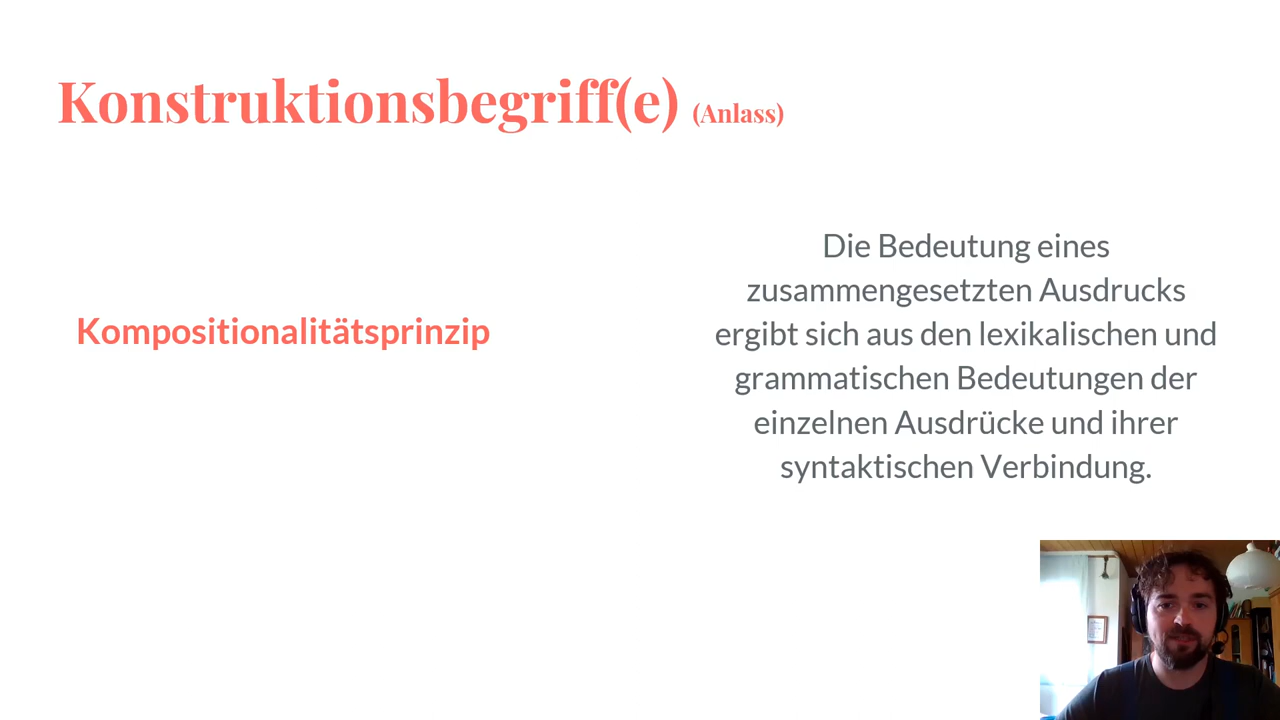 Konstruktionsbegriff(e) (Anlass)
Kompositionalitätsprinzip
Die Bedeutung eines
zusammengesetzten Ausdrucks
ergibt sich aus den lexikalischen und
grammatischen Bedeutungen der
einzelnen Ausdrücke und ihrer
syntaktischen Verbindung.